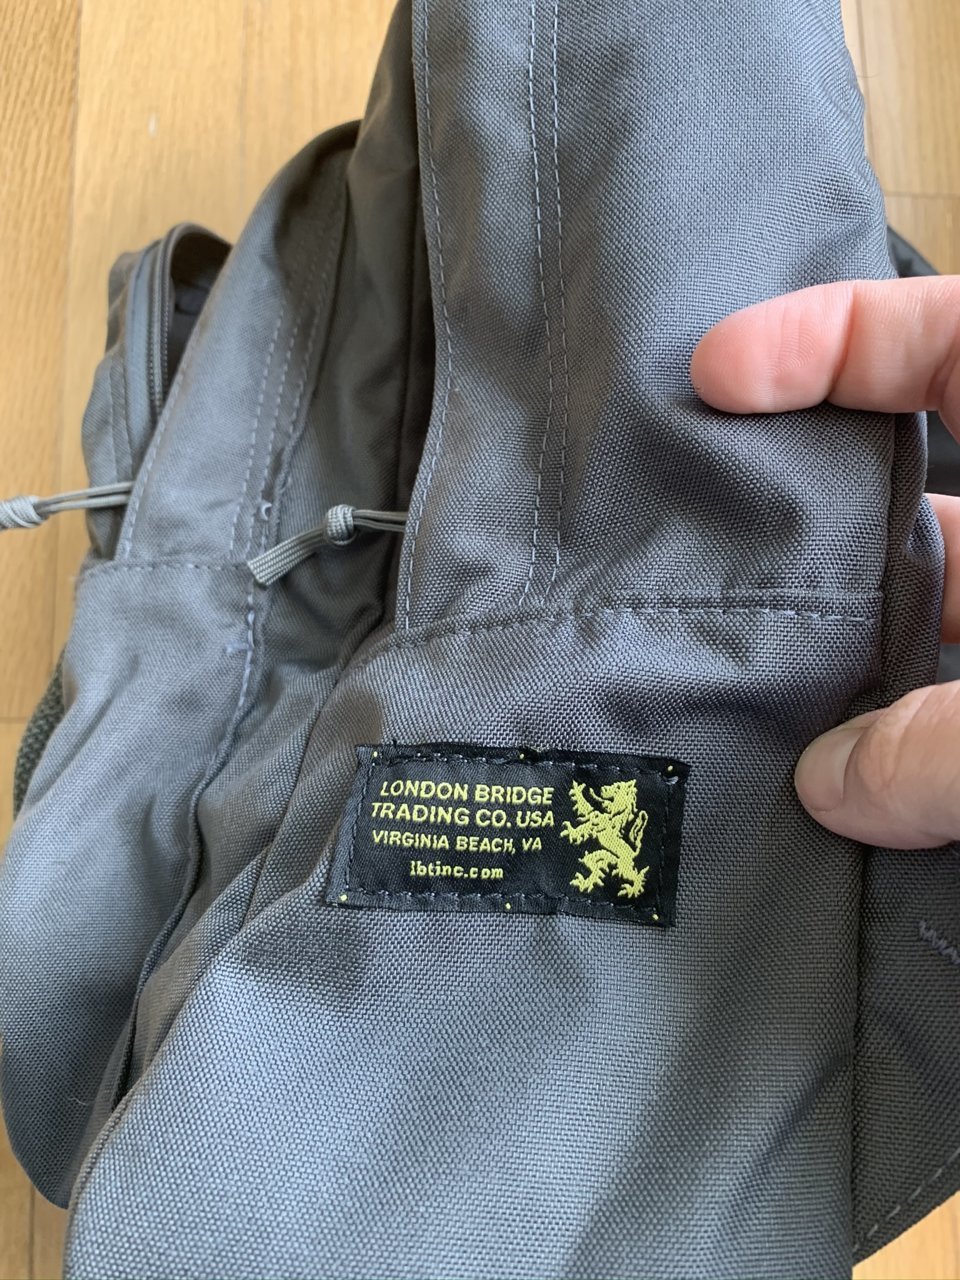 LONDON BRIDGE
TRADING CO. USA
VIRGINIA BEACH, VA
lbtinc.com